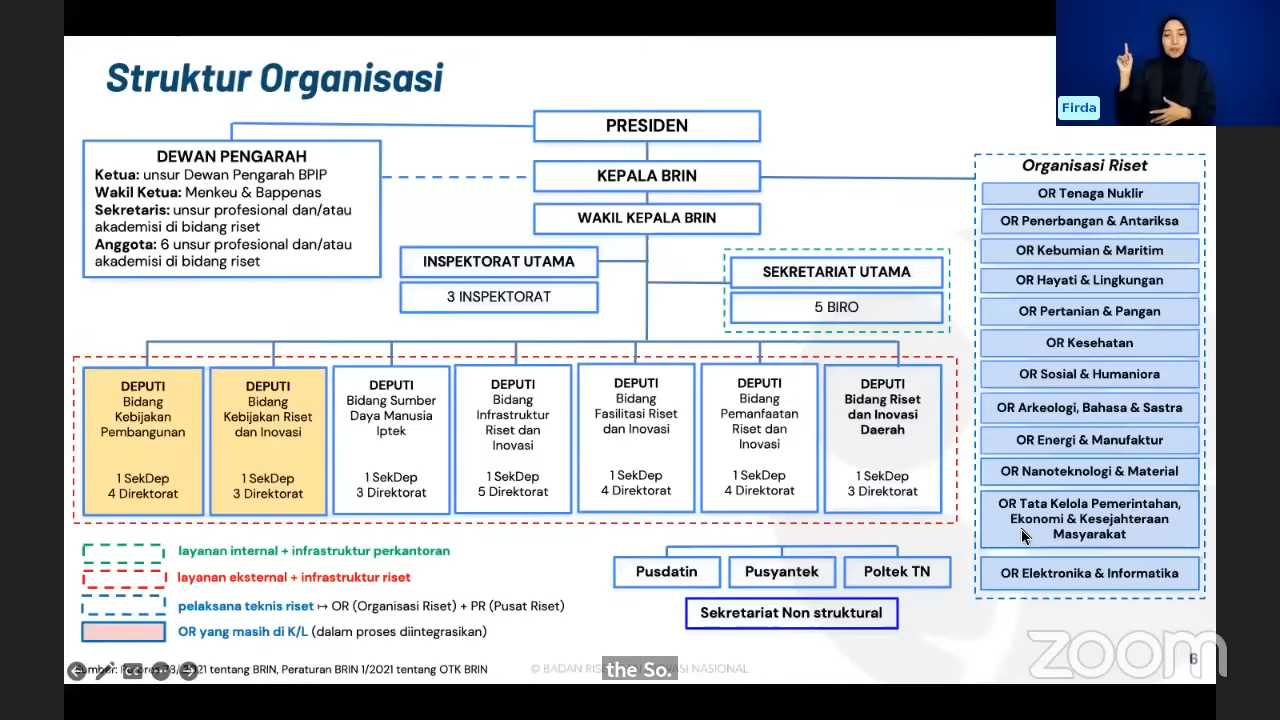 Struktur Organisasi
Firda
PRESIDEN
DEWAN PENGARAH
Ketua: unsur Dewan Pengarah BPIP
Wakil Ketua: Menkeu & Bappenas
Sekretaris: unsur profesional dan/atau
akademisi di bidang riset
Anggota: 6 unsur profesional dan/atau
akademisi di bidang riset
KEPALA BRIN
WAKIL KEPALA BRIN
INSPEKTORAT UTAMA
3 INSPEKTORAT
SEKRETARIAT UTAMA
5 BIRO
Organisasi Riset
OR Tenaga Nuklir
OR Penerbangan & Antariksa
OR Kebumian & Maritim
OR Hayati & Lingkungan
OR Pertanian & Pangan
OR Kesehatan
OR Sosial & Humaniora
OR Arkeologi, Bahasa & Sastra
OR Energi & Manufaktur
OR Nanoteknologi & Material
OR Tata Kelola Pemerintahan,
Ekonomi & Kesejahteraan
Masyarakat
OR Elektronika & Informatika
DEPUTI
Bidang
Kebijakan
Pembangunan
1 SekDep
4 Direktorat
DEPUTI
Bidang
Kebijakan Riset
dan Inovasi
1 SekDep
3 Direktorat
DEPUTI
Bidang Sumber
Daya Manusia
Iptek
1 SekDep
3 Direktorat
DEPUTI
Bidang
Infrastruktur
Riset dan
Inovasi
1 SekDep
5 Direktorat
DEPUTI
Bidang
Fasilitasi Riset
dan Inovasi
1 SekDep
4 Direktorat
DEPUTI
Bidang
Pemanfaatan
Riset dan
Inovasi
1 SekDep
4 Direktorat
DEPUTI
Bidang Riset
dan Inovasi
Daerah
1 SekDep
3 Direktorat
layanan internal + infrastruktur perkantoran
layanan eksternal + infrastruktur riset
pelaksana teknis riset ↦ OR (Organisasi Riset) + PR (Pusat Riset)
OR yang masih di K/L (dalam proses diintegrasikan)
Pusdatin
Pusyantek
Poltek TN
Sekretariat Non struktural
2021 tentang BRIN, Peraturan BRIN 1/2021 tentang OTK BRIN
© BADAN NASIONAL
the So.
zoom
6